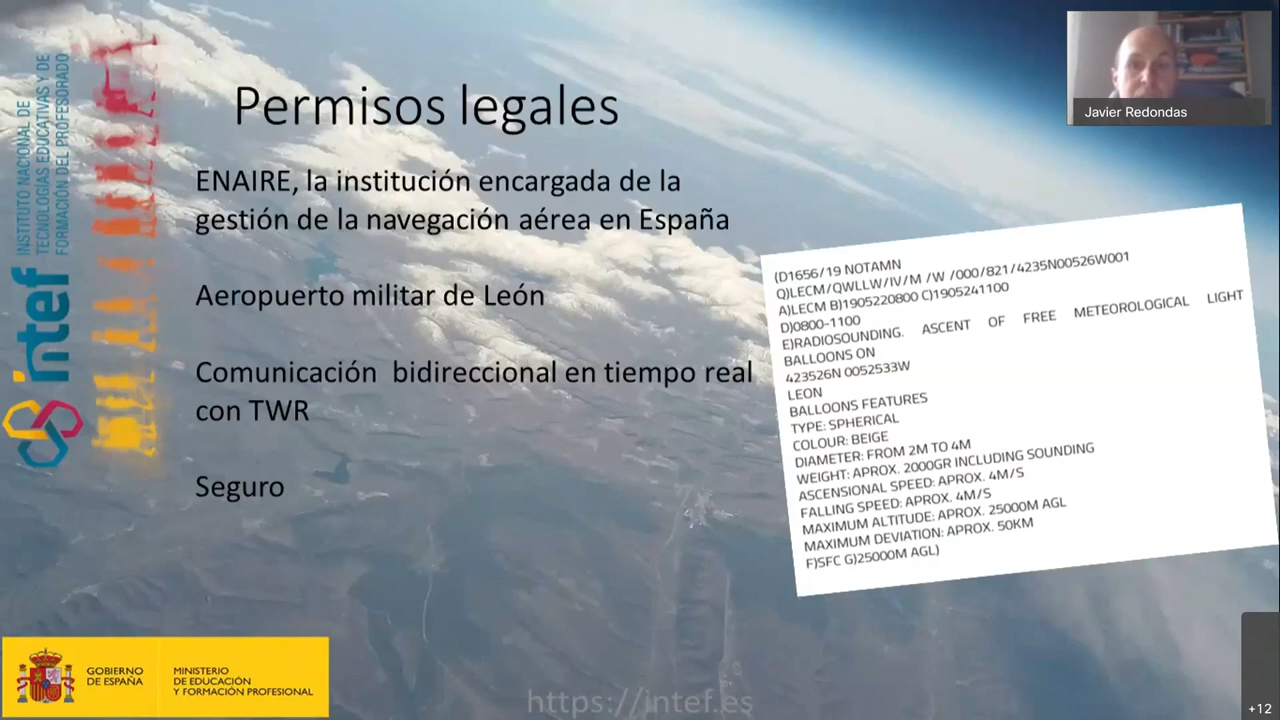 Permisos legales
ENAIRE, la institución encargada de la
gestión de la navegación aérea en España
Aeropuerto militar de León
Comunicación  bidireccional en tiempo real
con TWR
Seguro
(D1656/19 NOTAMN
Q)LECM/QWLLW/IV/M /W /000/821/4235N00526W001
A)LECM B)1905220800 C)1905241100
D)0800-1100
E)RADIOSOUNDING. ASCENT OF FREE METEOROLOGICAL LIGHT
BALLOONS ON
423526N 0052533W
LEON
BALLOONS FEATURES
TYPE: SPHERICAL
COLOUR: BEIGE
DIAMETER: FROM 2M TO 4M
WEIGHT: APROX. 2000GR INCLUDING SOUNDING
ASCENSIONAL SPEED: APROX. 4M/S
FALLING SPEED: APROX. 4M/S
MAXIMUM ALTITUDE: APROX. 25000M AGL
MAXIMUM DEVIATION: APROX. 50KM
F)SFC G)25000M AGL)
Javier Redondas
intef
INSTITUTO NACIONAL DE
TECNOLOGÍAS EDUCATIVAS Y DE
FORMACIÓN DEL PROFESORADO
GOBIERNO
DE ESPAÑA
MINISTERIO
DE EDUCACIÓN
Y FORMACIÓN PROFESIONAL
https://intef.es
+12